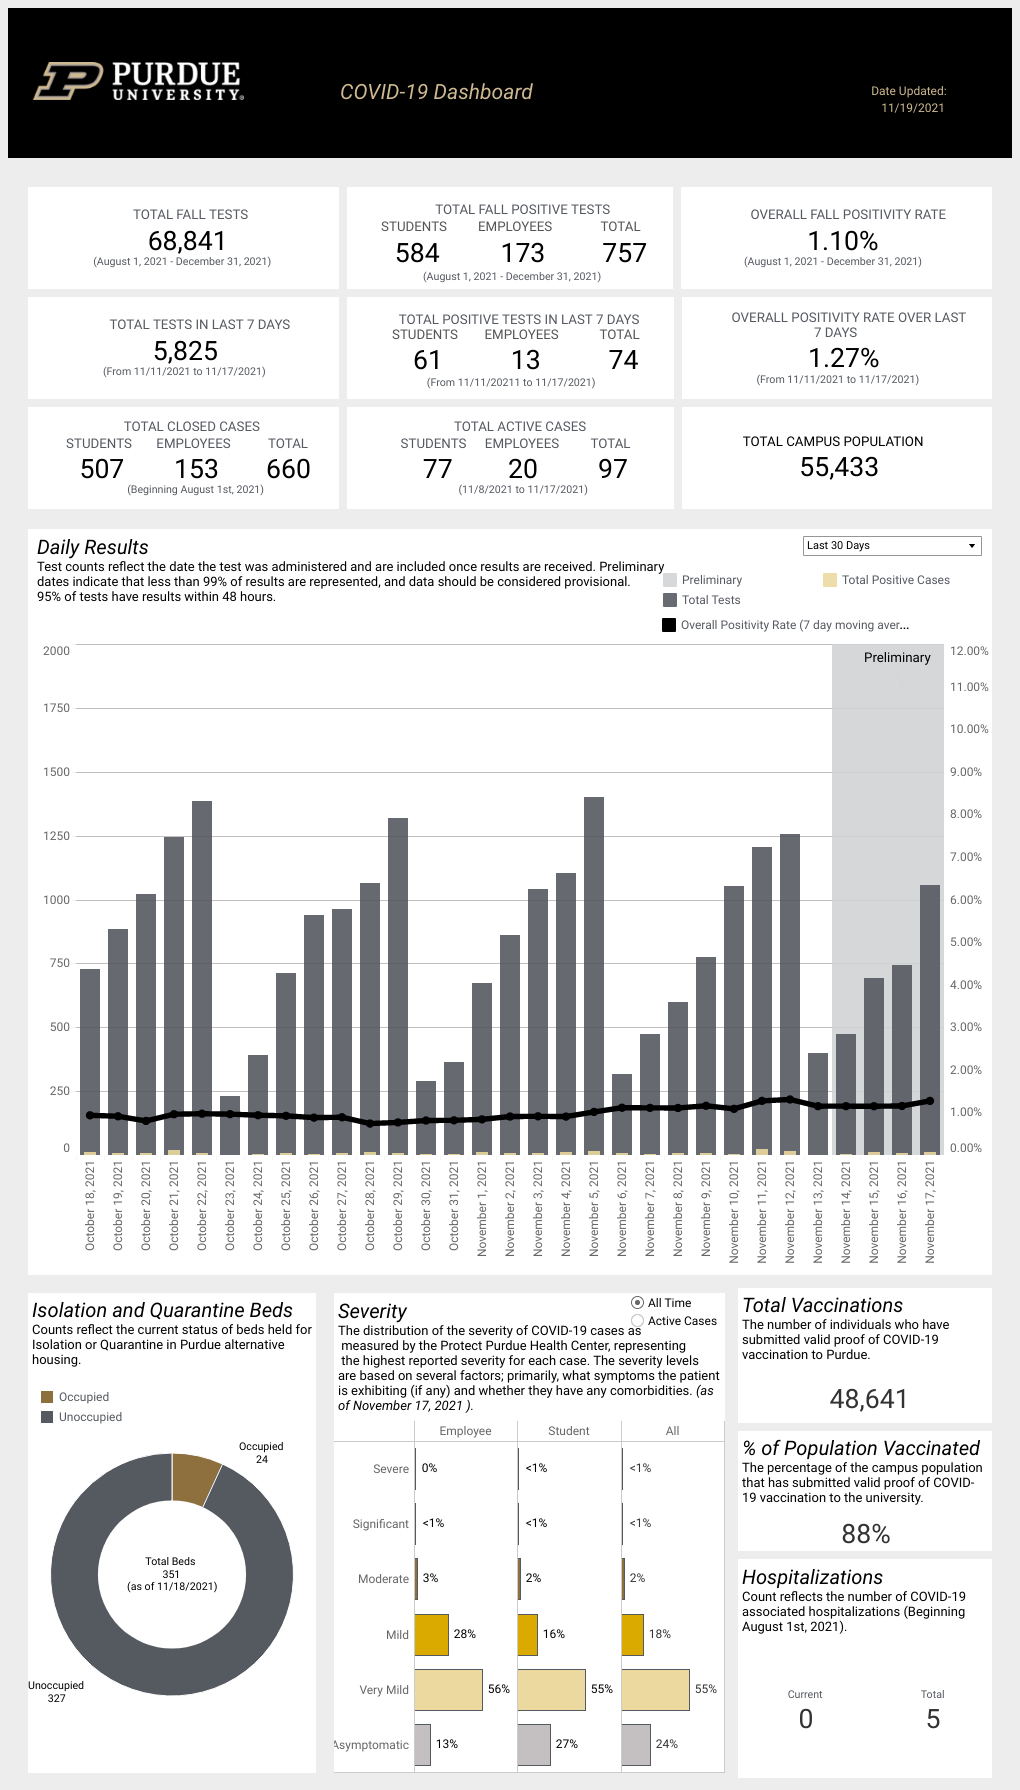 PURDUE
UNIVERSITY®
COVID-19 Dashboard
Date Updated:
11/19/2021
TOTAL FALL TESTS
68,841
(August 1, 2021 - December 31, 2021)
TOTAL FALL POSITIVE TESTS
STUDENTS EMPLOYEES TOTAL
584 173 757
(August 1, 2021 - December 31, 2021)
OVERALL FALL POSITIVITY RATE
1.10%
(August 1, 2021 - December 31, 2021)
TOTAL TESTS IN LAST 7 DAYS
5,825
(From 11/11/2021 to 11/17/2021)
TOTAL POSITIVE TESTS IN LAST 7 DAYS
STUDENTS EMPLOYEES TOTAL
61 13 74
(From 11/11/20211 to 11/17/2021)
OVERALL POSITIVITY RATE OVER LAST
7 DAYS
1.27%
(From 11/11/2021 to 11/17/2021)
TOTAL CLOSED CASES
STUDENTS EMPLOYEES TOTAL
507 153 660
(Beginning August 1st, 2021)
TOTAL ACTIVE CASES
STUDENTS EMPLOYEES TOTAL
77 20 97
(11/8/2021 to 11/17/2021)
TOTAL CAMPUS POPULATION
55,433
Daily Results
Test counts reflect the date the test was administered and are included once results are received. Preliminary
dates indicate that less than 99% of results are represented, and data should be considered provisional.
95% of tests have results within 48 hours.
Last 30 Days
Preliminary
Total Positive Cases
Total Tests
Overall Positivity Rate (7 day moving aver...
Preliminary
2000
1750
1500
1250
1000
750
500
250
0
12.00%
11.00%
10.00%
9.00%
8.00%
7.00%
6.00%
5.00%
4.00%
3.00%
2.00%
1.00%
0.00%
October 18, 2021
October 19, 2021
October 20, 2021
October 21, 2021
October 22, 2021
October 23, 2021
October 24, 2021
October 25, 2021
October 26, 2021
October 27, 2021
October 28, 2021
October 29, 2021
October 30, 2021
October 31, 2021
November 1, 2021
November 2, 2021
November 3, 2021
November 4, 2021
November 5, 2021
November 6, 2021
November 7, 2021
November 8, 2021
November 9, 2021
November 10, 2021
November 11, 2021
November 12, 2021
November 13, 2021
November 14, 2021
November 15, 2021
November 16, 2021
November 17, 2021
Isolation and Quarantine Beds
Counts reflect the current status of beds held for
Isolation or Quarantine in Purdue alternative
housing.
Occupied
Unoccupied
Occupied
24
Total Beds
351
(as of 11/18/2021)
Unoccupied
327
Severity
All Time
Active Cases
The distribution of the severity of COVID-19 cases as
measured by the Protect Purdue Health Center, representing
the highest reported severity for each case. The severity levels
are based on several factors; primarily, what symptoms the patient
is exhibiting (if any) and whether they have any comorbidities. (as
of November 17, 2021 ).
Employee Student All
Severe 0% <1% <1%
Significant <1% <1% <1%
Moderate 3% 2% 2%
Mild 28% 16% 18%
Very Mild 56% 55% 55%
Asymptomatic 13% 27% 24%
Total Vaccinations
The number of individuals who have
submitted valid proof of COVID-19
vaccination to Purdue.
48,641
% of Population Vaccinated
The percentage of the campus population
that has submitted valid proof of COVID-
19 vaccination to the university.
88%
Hospitalizations
Count reflects the number of COVID-19
associated hospitalizations (Beginning
August 1st, 2021).
Current Total
0 5